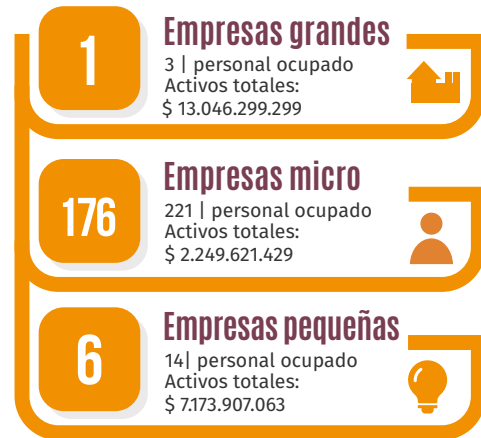 1
Empresas grandes
3 | personal ocupado
Activos totales:
$ 13.046.299.299
176
Empresas micro
221 | personal ocupado
Activos totales:
$ 2.249.621.429
6
Empresas pequeñas
14| personal ocupado
Activos totales:
$ 7.173.907.063